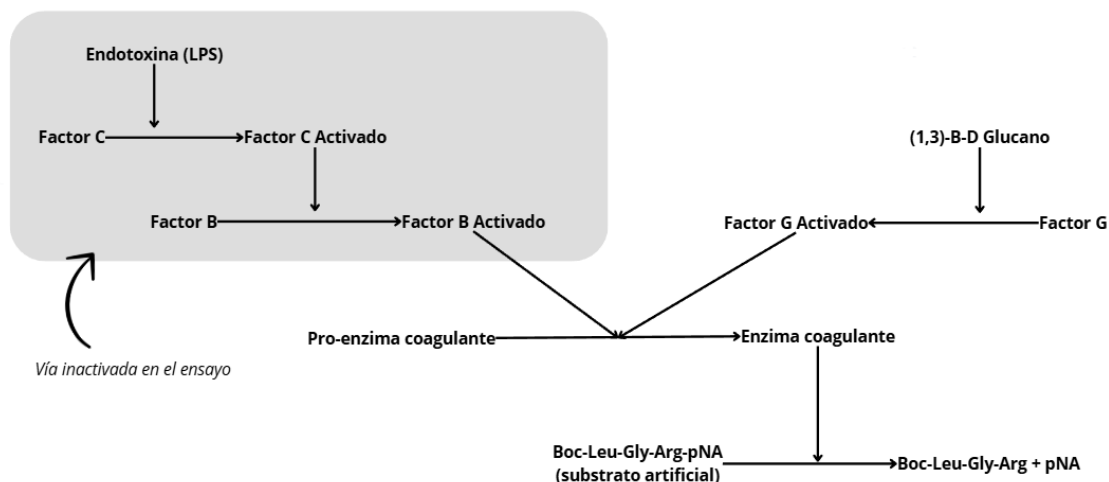 Endotoxina (LPS)
Factor C
Factor C Activado
(1,3)-B-D Glucano
Factor B
Factor B Activado
Factor G Activado
Factor G
Pro-enzima coagulante
Enzima coagulante
Vía inactivada en el ensayo
Boc-Leu-Gly-Arg-pNA
(substrato artificial)
Boc-Leu-Gly-Arg + pNA